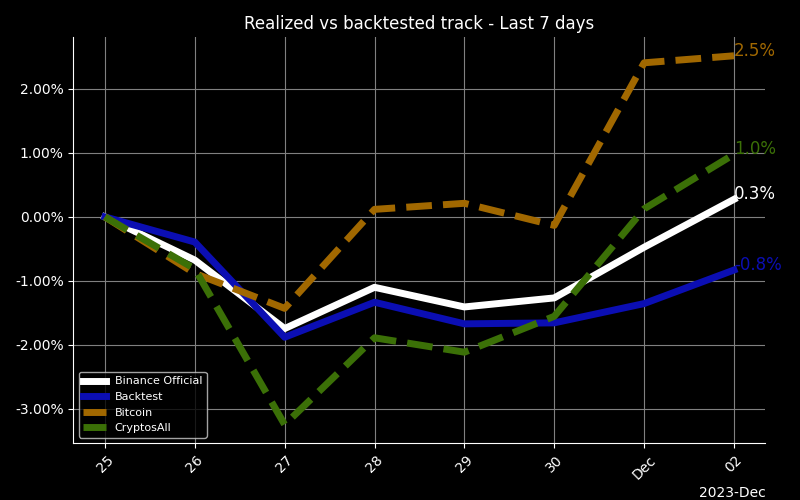 Realized vs backtested track - Last 7 days
2.5%
2.00%
1.00%
1.0%
0.3%
0.00%
-0.8%
-1.00%
-2.00%
-3.00%
Binance Official
Backtest
Bitcoin
CryptosAll
25
26
27
28
29
30
Dec
02
2023-Dec